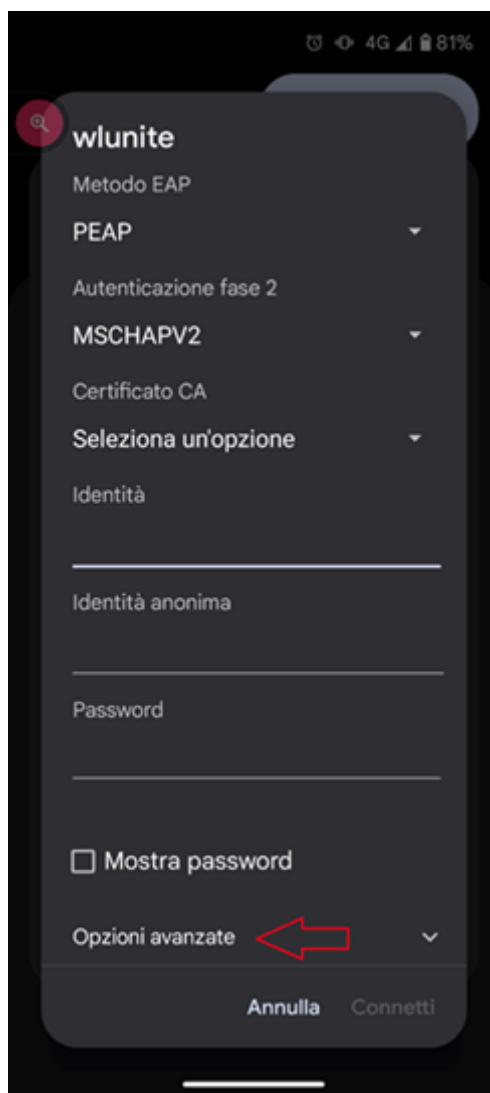 4G 81%
wlunite
Metodo EAP
PEAP
Autenticazione fase 2
MSCHAPV2
Certificato CA
Seleziona un'opzione
Identità
Identità anonima
Password
Mostra password
Opzioni avanzate
Annulla Connetti